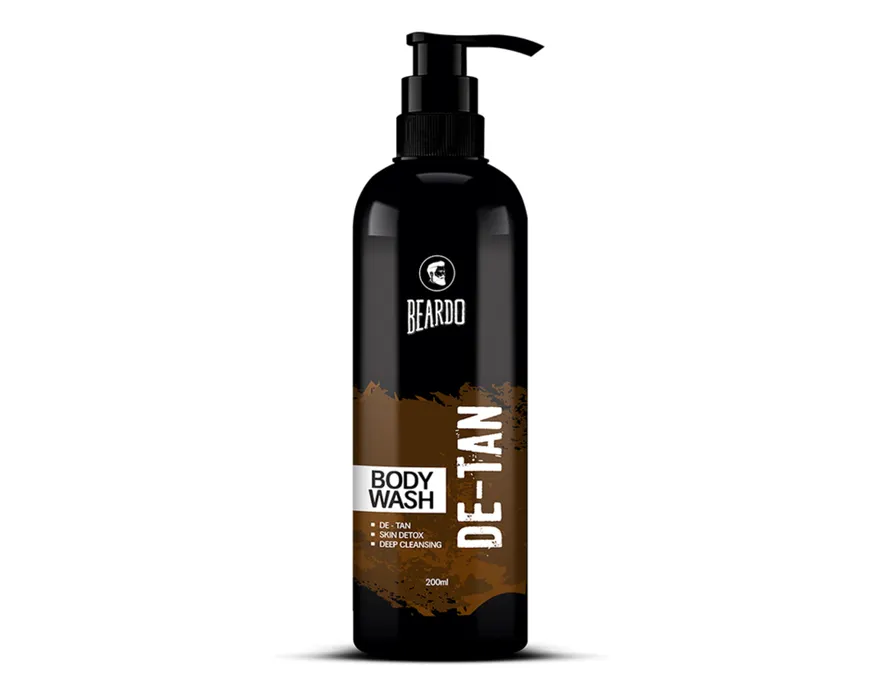 BEARDO
DE-TAN
BODY
WASH
DE - TAN
SKIN DETOX
DEEP CLEANSING
200ml